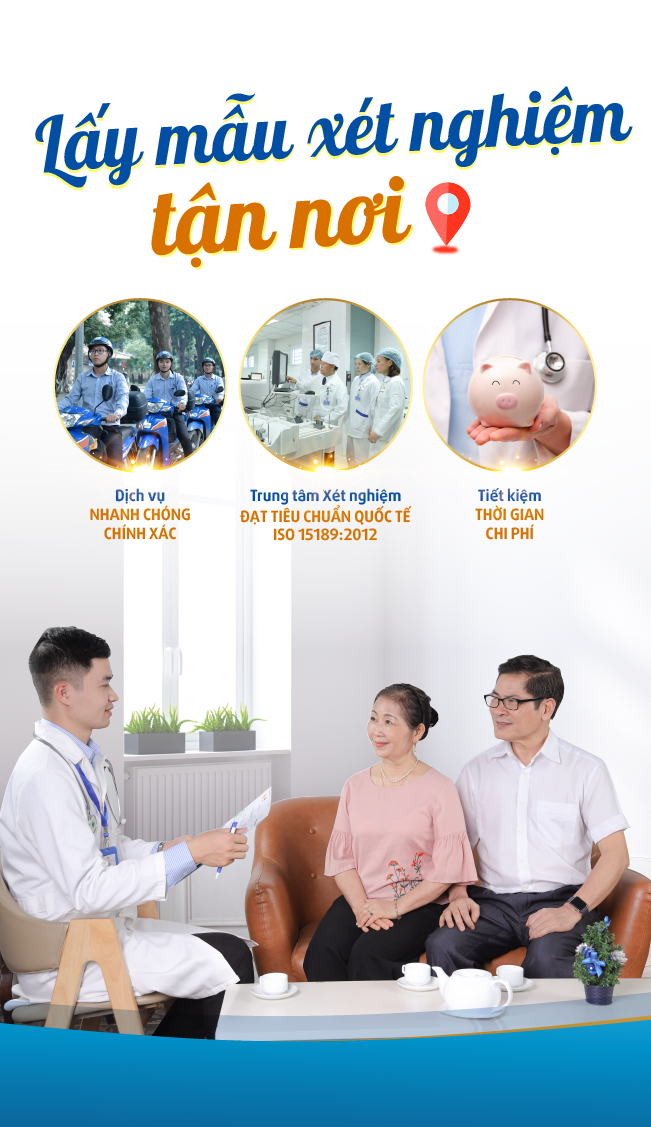 Lấy mẫu xét nghiệm
tận nơi
Dịch vụ
NHANH CHÓNG
CHÍNH XÁC
Trung tâm Xét nghiệm
ĐẠT TIÊU CHUẨN QUỐC TẾ
ISO 15189:2012
Tiết kiệm
THỜI GIAN
CHI PHÍ